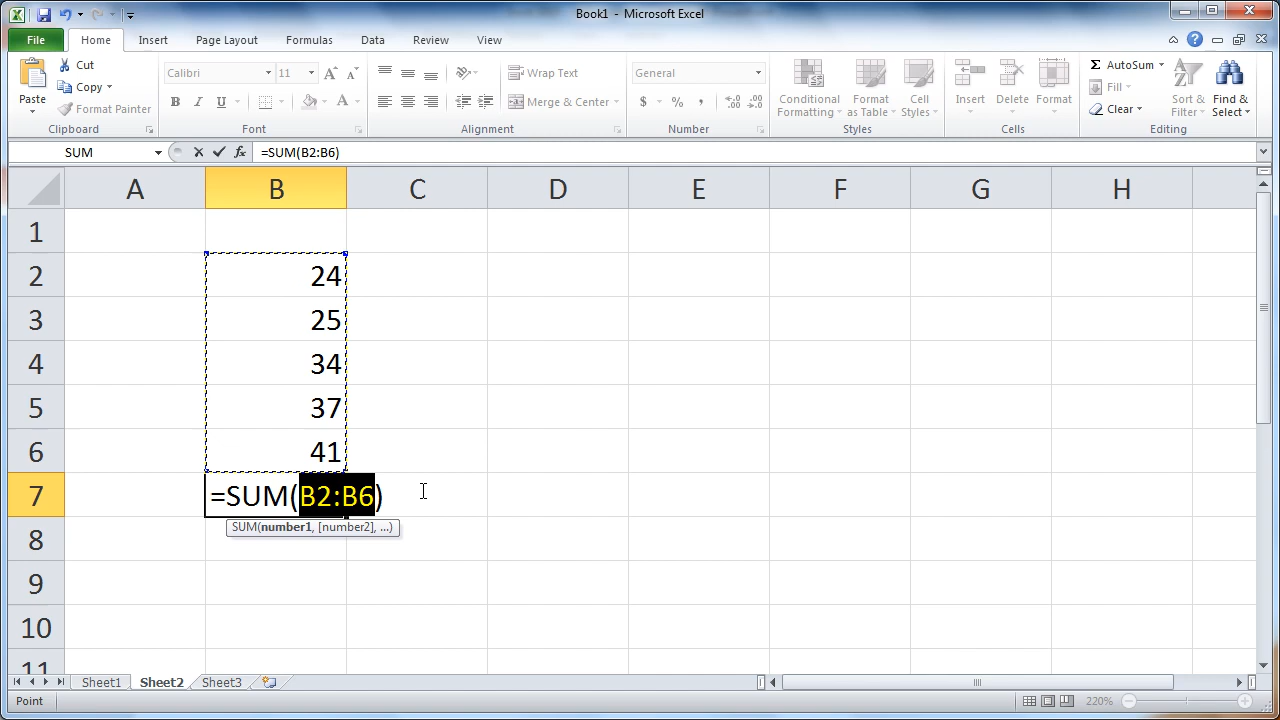 Book1 - Microsoft Excel
File Home Insert Page Layout Formulas Data Review View
Paste
Cut
Copy
Format Painter
Clipboard
Calibri 11
B I U
A
Font
Wrap Text
Merge & Center
Alignment
General
$ % ,
Number
Conditional Formatting
Format as Table
Cell Styles
Styles
Insert Delete Format
Cells
Σ AutoSum
Fill
Clear
Sort & Filter
Find & Select
Editing
SUM fx =SUM(B2:B6)
A B C D E F G H
1
2 24
3 25
4 34
5 37
6 41
7 =SUM(B2:B6)
SUM(number1, [number2], ...)
8
9
10
11
Sheet1 Sheet2 Sheet3
Point 220%